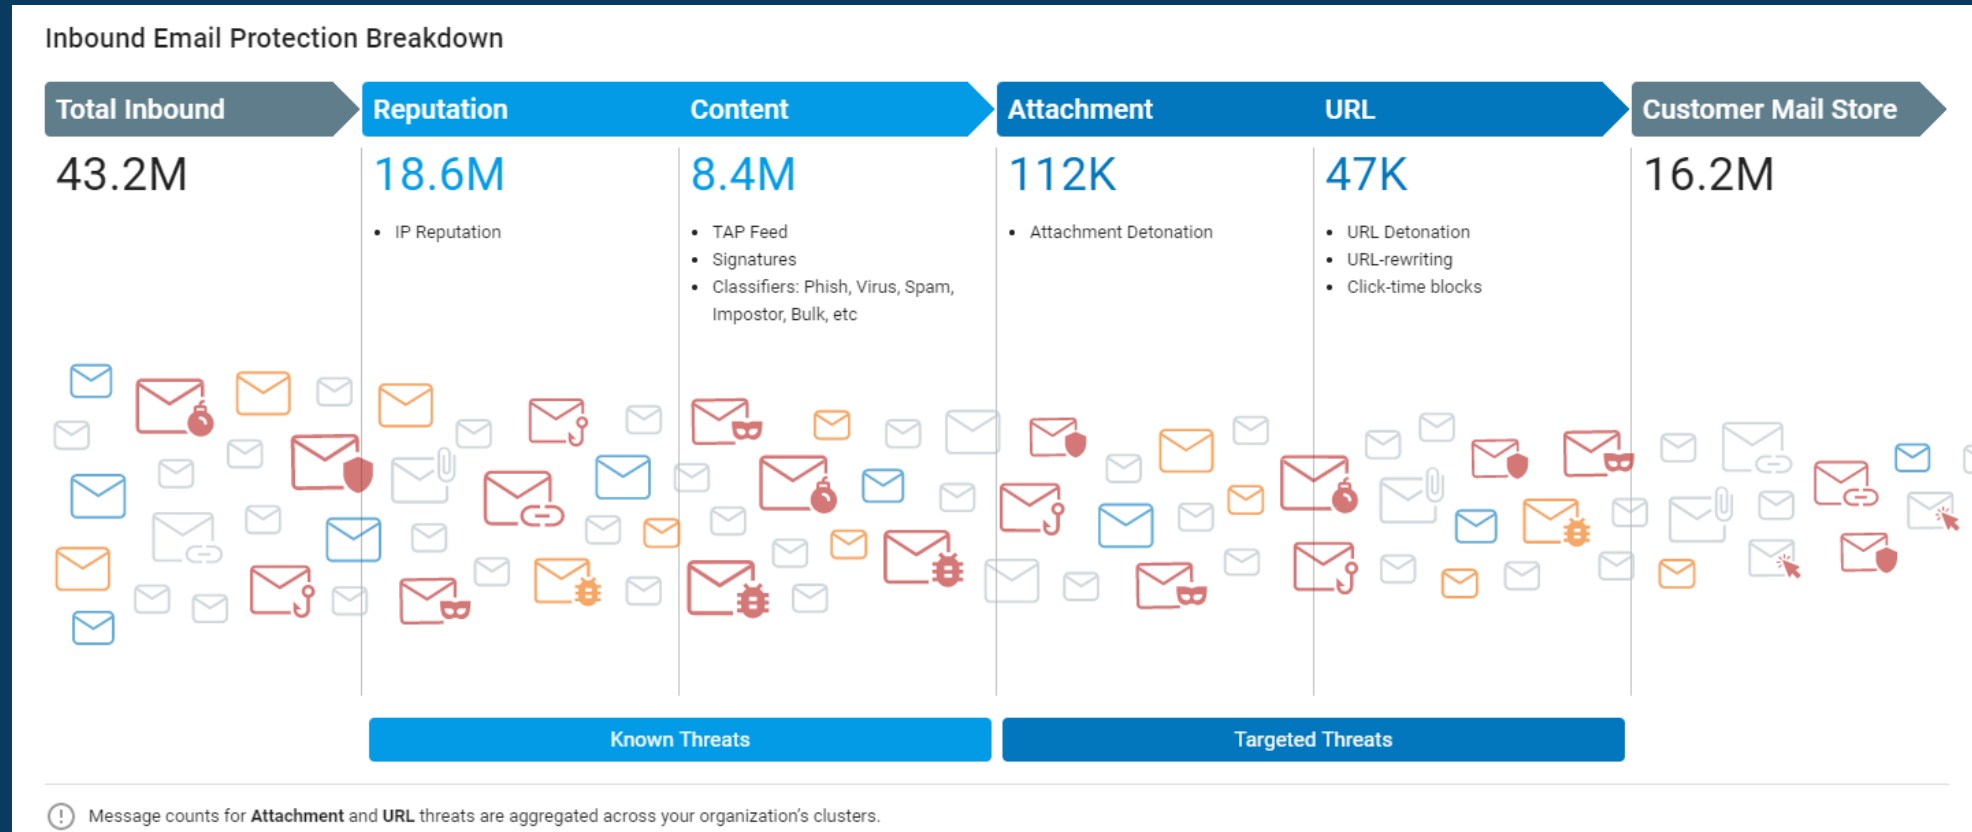 Inbound Email Protection Breakdown
Total Inbound
Reputation
Content
Attachment
URL
Customer Mail Store
43.2M
18.6M
8.4M
112K
47K
16.2M
• IP Reputation
• TAP Feed
• Signatures
• Classifiers: Phish, Virus, Spam,
Impostor, Bulk, etc
• Attachment Detonation
• URL Detonation
• URL-rewriting
• Click-time blocks
Known Threats
Targeted Threats
Message counts for Attachment and URL threats are aggregated across your organization's clusters.